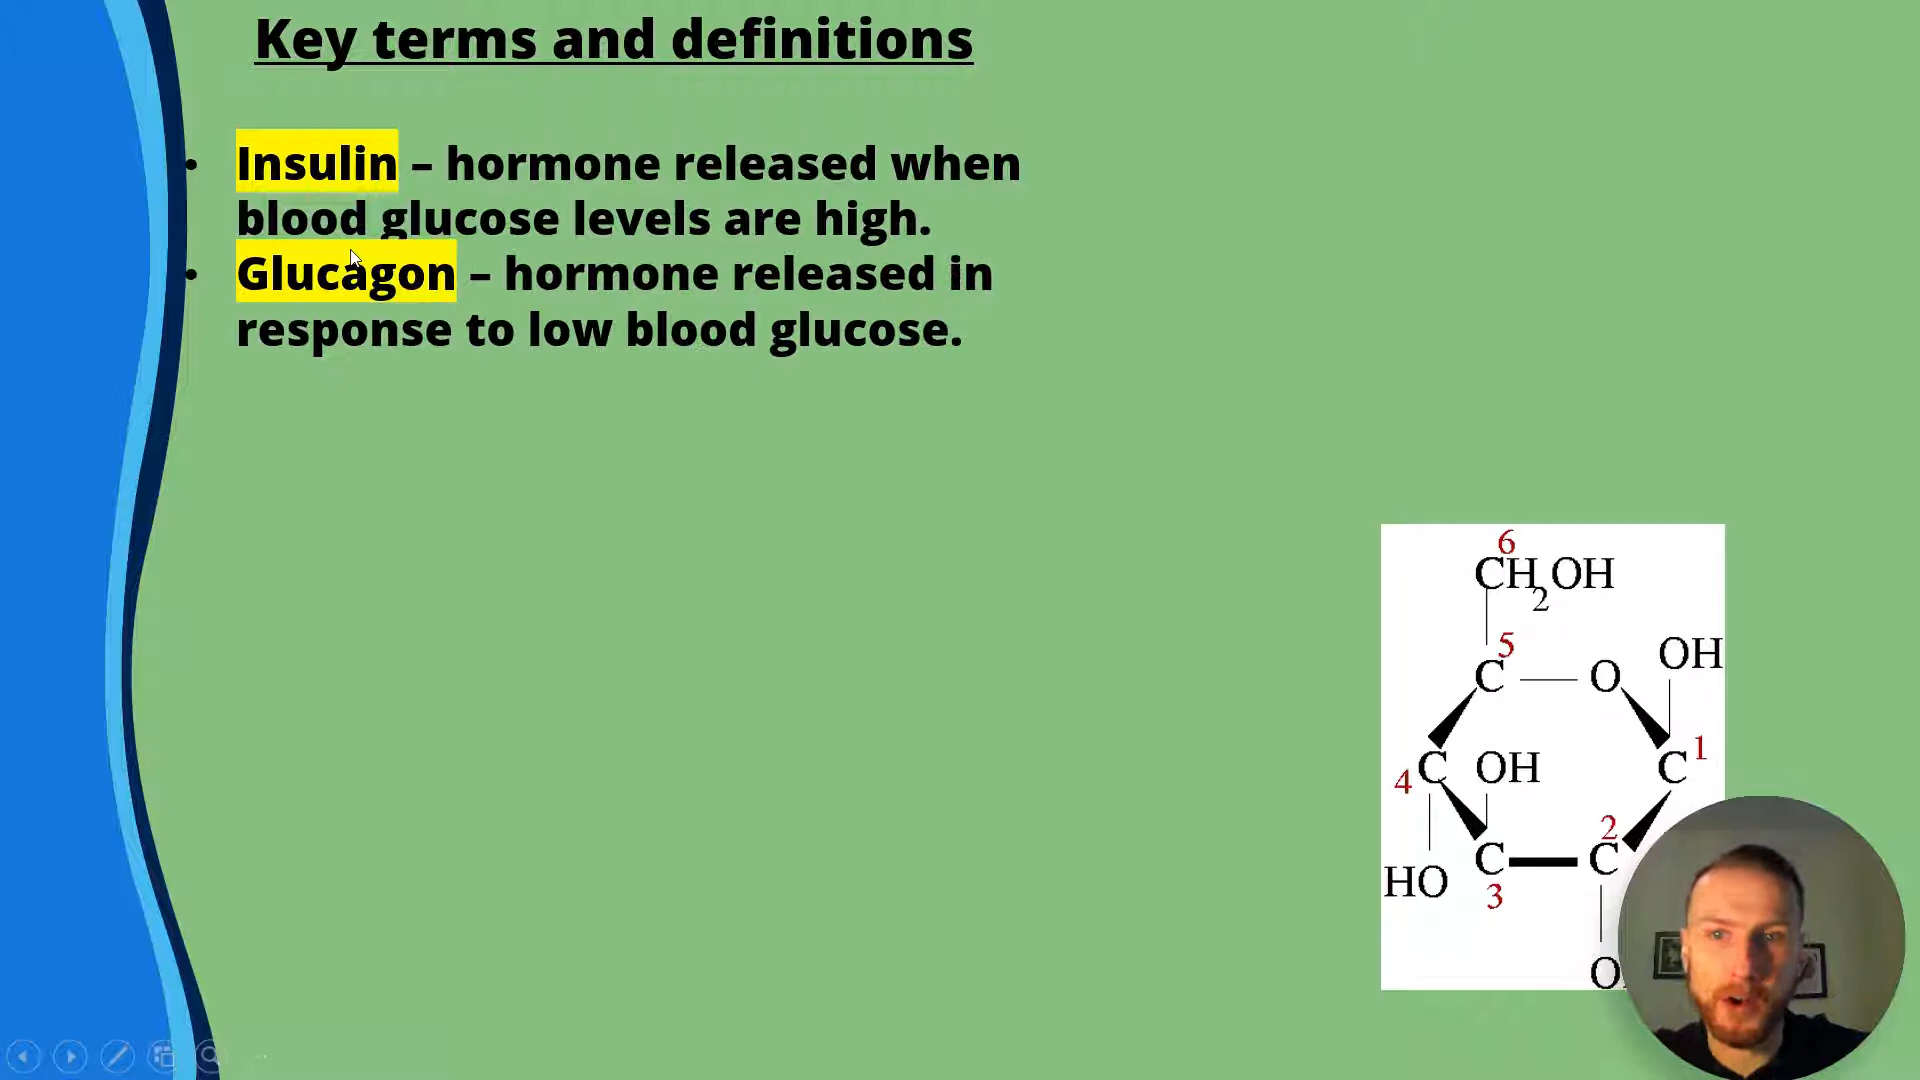 Key terms and definitions
• Insulin – hormone released when
blood glucose levels are high.
• Glucagon – hormone released in
response to low blood glucose.
6
CH2OH
5
OH
C O
4 C OH C 1
2
C C
HO 3
O